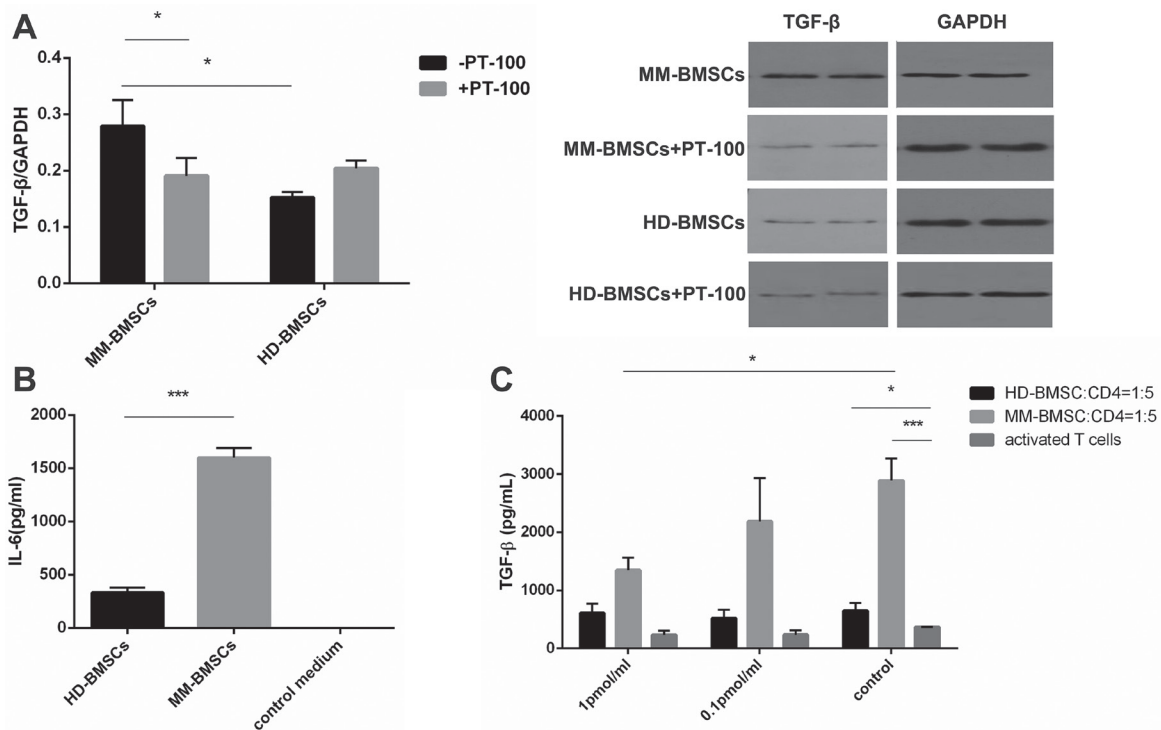 A
*
*
0.4
0.3
0.2
0.1
0.0
TGF-β/GAPDH
-PT-100
+PT-100
MM-BMSCs
HD-BMSCs
TGF-β GAPDH
MM-BMSCs
MM-BMSCs+PT-100
HD-BMSCs
HD-BMSCs+PT-100
B
***
2000
1500
1000
500
0
IL-6(pg/ml)
HD-BMSCs
MM-BMSCs
control medium
C
*
*
***
HD-BMSC:CD4=1:5
MM-BMSC:CD4=1:5
activated T cells
4000
3000
2000
1000
0
TGF-β (pg/mL)
1pmol/ml
0.1pmol/ml
control